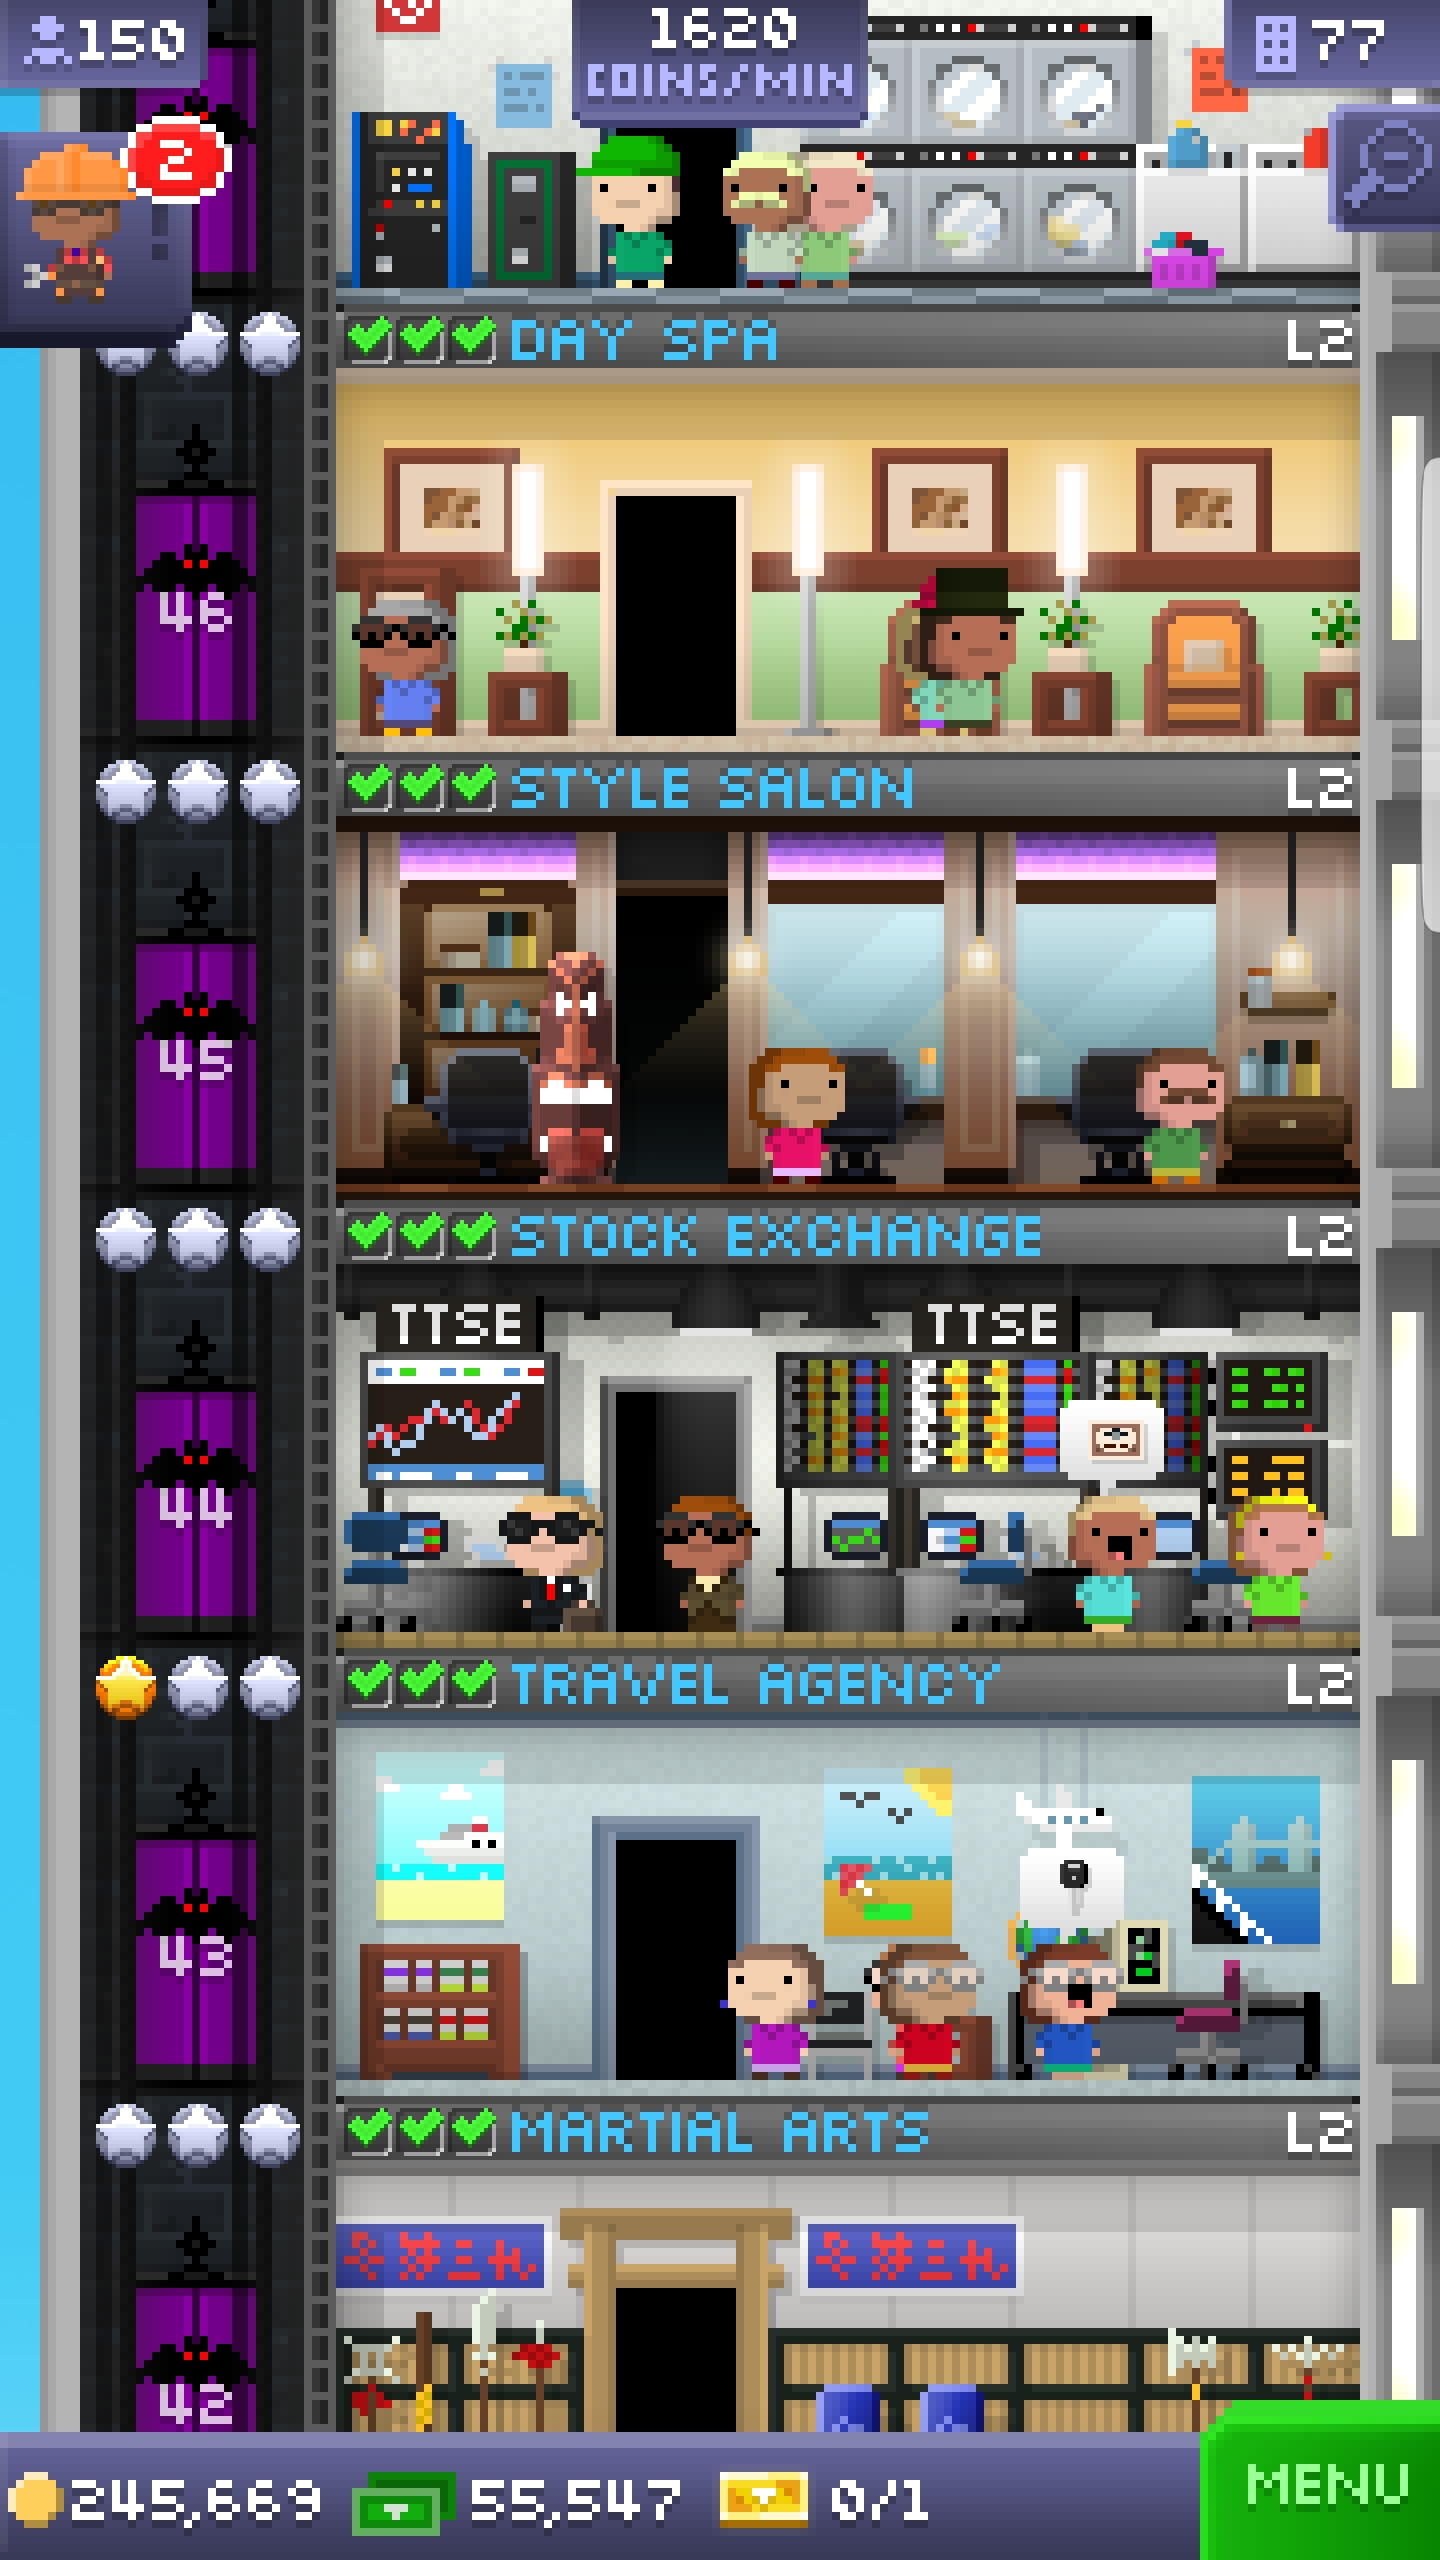 150
1620
COINS/MIN
77
2
DAY SPA L2
46
STYLE SALON L2
45
STOCK EXCHANGE L2
TTSE TTSE
44
TRAVEL AGENCY L2
43
MARTIAL ARTS L2
42
245,669 55,547 0/1
MENU